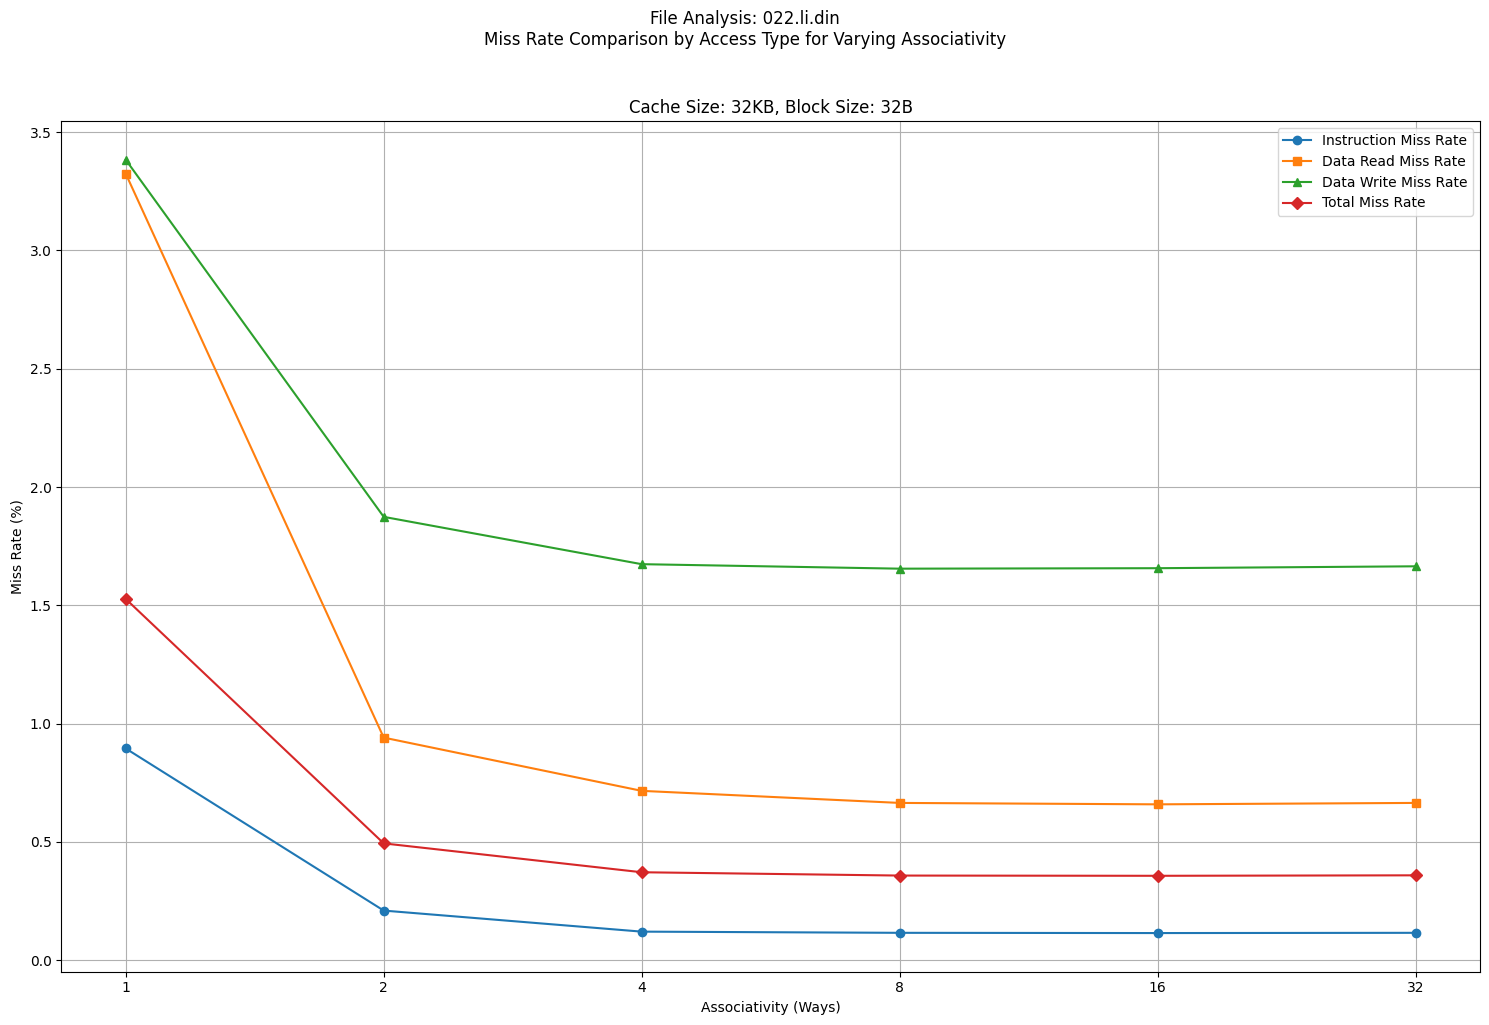 File Analysis: 022.li.din
Miss Rate Comparison by Access Type for Varying Associativity
Cache Size: 32KB, Block Size: 32B
Instruction Miss Rate
Data Read Miss Rate
Data Write Miss Rate
Total Miss Rate
Miss Rate (%)
3.5
3.0
2.5
2.0
1.5
1.0
0.5
0.0
1
2
4
8
16
32
Associativity (Ways)